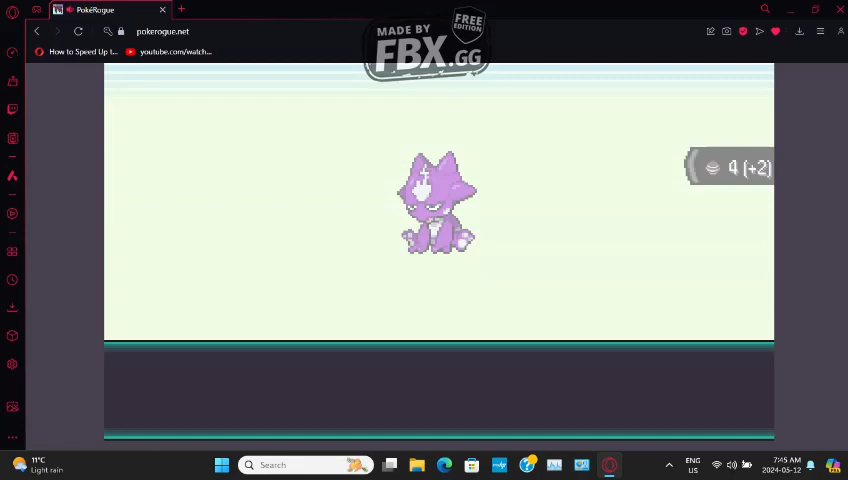 PokéRogue
pokerogue.net
How to Speed Up t...
youtube.com/watch...
MADE BY
FBX.GG
FREE
EDITION
4 (+2)
11°C
Light rain
Search
ENG
US
7:45 AM
2024-05-12